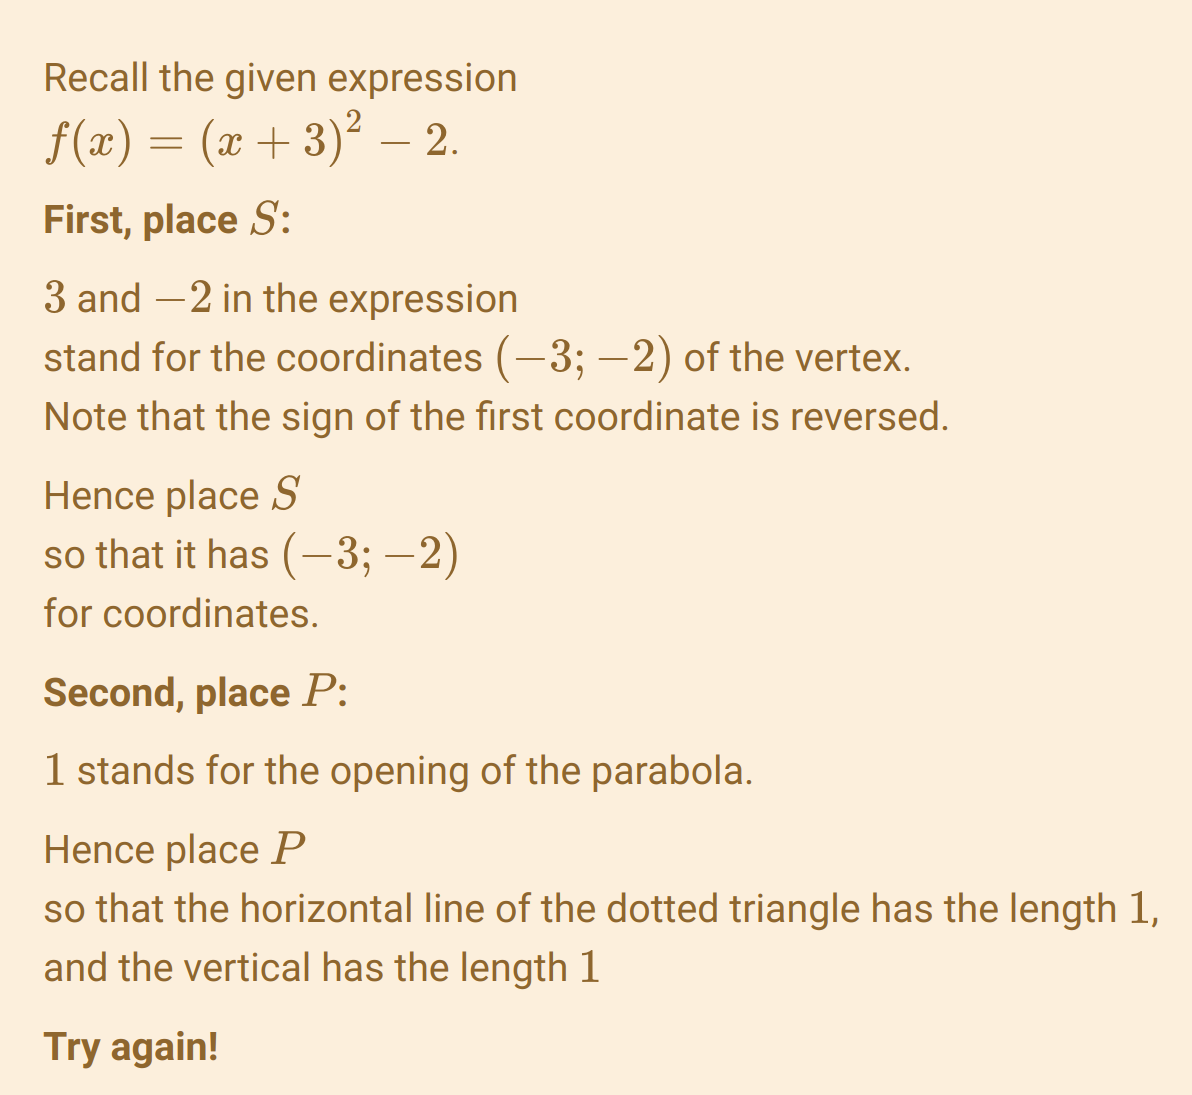 Recall the given expression
f(x) = (x + 3)² − 2.
First, place S:
3 and −2 in the expression
stand for the coordinates (−3; −2) of the vertex.
Note that the sign of the first coordinate is reversed.
Hence place S
so that it has (−3; −2)
for coordinates.
Second, place P:
1 stands for the opening of the parabola.
Hence place P
so that the horizontal line of the dotted triangle has the length 1,
and the vertical has the length 1
Try again!